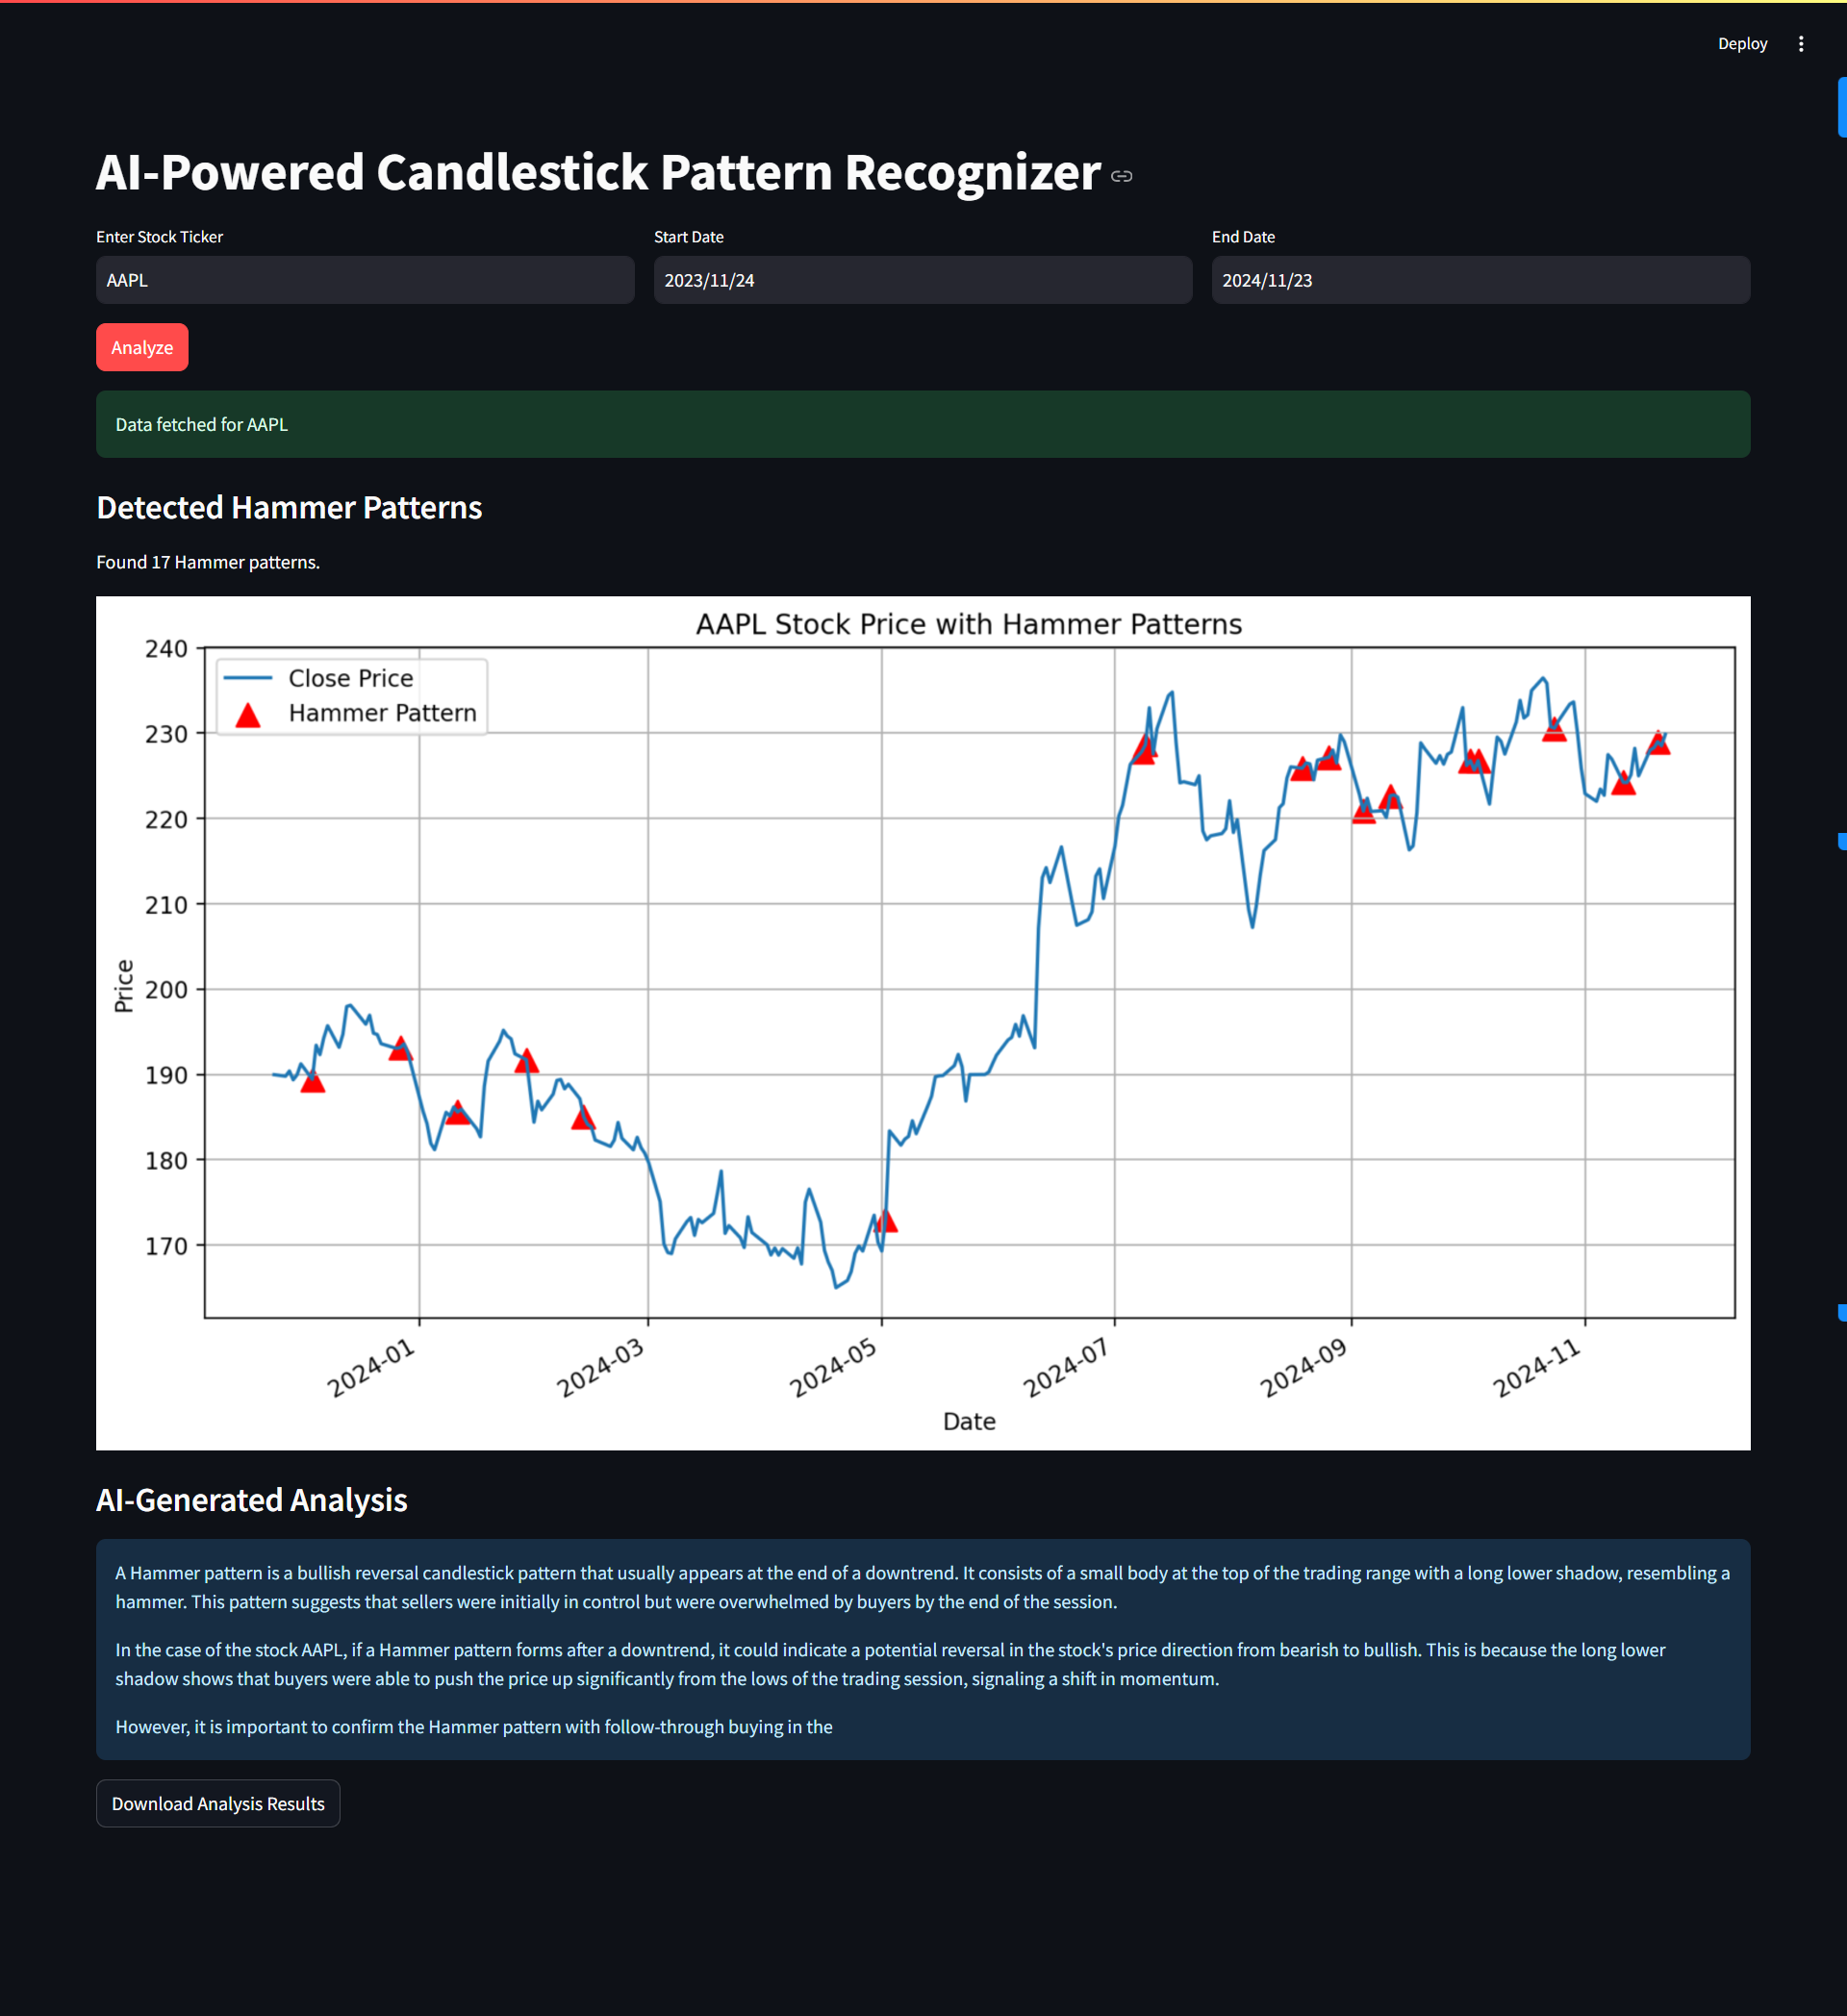 Deploy
AI-Powered Candlestick Pattern Recognizer
Enter Stock Ticker
Start Date
End Date
AAPL
2023/11/24
2024/11/23
Analyze
Data fetched for AAPL
Detected Hammer Patterns
Found 17 Hammer patterns.
AAPL Stock Price with Hammer Patterns
Close Price
Hammer Pattern
240
230
220
210
200
190
180
170
Price
2024-01
2024-03
2024-05
2024-07
2024-09
2024-11
Date
AI-Generated Analysis
A Hammer pattern is a bullish reversal candlestick pattern that usually appears at the end of a downtrend. It consists of a small body at the top of the trading range with a long lower shadow, resembling a
hammer. This pattern suggests that sellers were initially in control but were overwhelmed by buyers by the end of the session.
In the case of the stock AAPL, if a Hammer pattern forms after a downtrend, it could indicate a potential reversal in the stock's price direction from bearish to bullish. This is because the long lower
shadow shows that buyers were able to push the price up significantly from the lows of the trading session, signaling a shift in momentum.
However, it is important to confirm the Hammer pattern with follow-through buying in the
Download Analysis Results